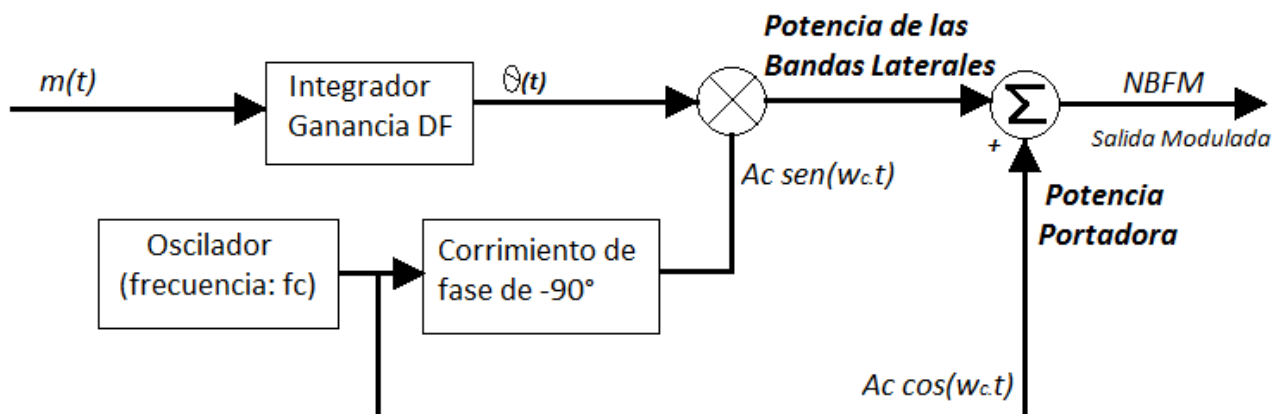 Potencia de las
Bandas Laterales
m(t)
Integrador
Ganancia DF
Θ(t)
Σ
NBFM
Salida Modulada
+
Ac sen(wc.t)
Potencia
Portadora
Oscilador
(frecuencia: fc)
Corrimiento de
fase de -90°
Ac cos(wc.t)